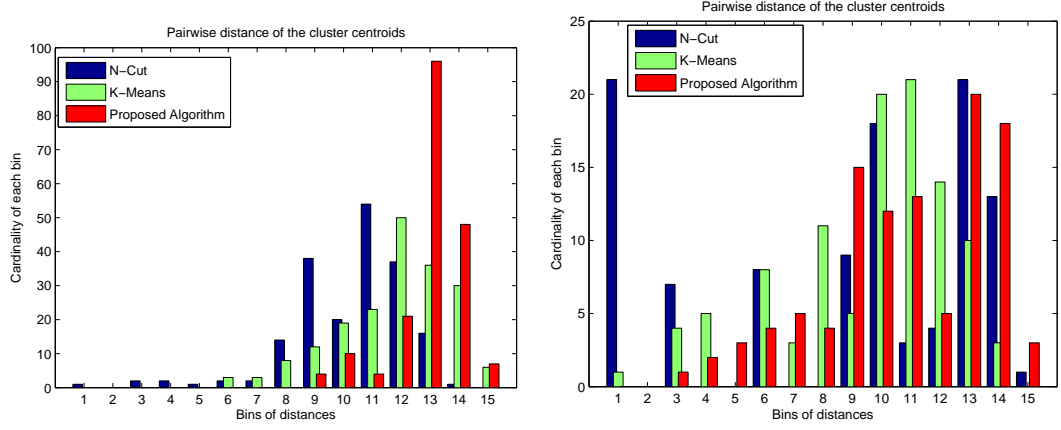 Pairwise distance of the cluster centroids
N-Cut
K-Means
Proposed Algorithm
Cardinality of each bin
100
90
80
70
60
50
40
30
20
10
0
1 2 3 4 5 6 7 8 9 10 11 12 13 14 15
Bins of distances
Pairwise distance of the cluster centroids
N-Cut
K-Means
Proposed Algorithm
Cardinality of each bin
25
20
15
10
5
0
1 2 3 4 5 6 7 8 9 10 11 12 13 14 15
Bins of distances